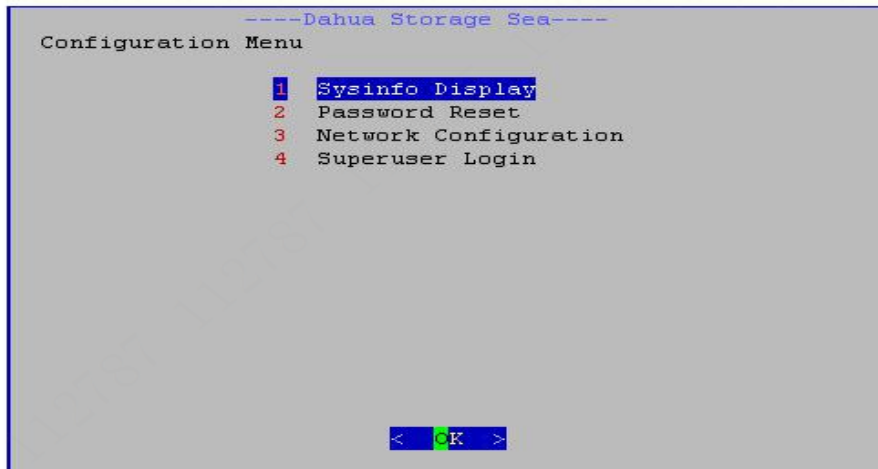 ----Dahua Storage Sea----
Configuration Menu
1 Sysinfo Display
2 Password Reset
3 Network Configuration
4 Superuser Login
< OK >